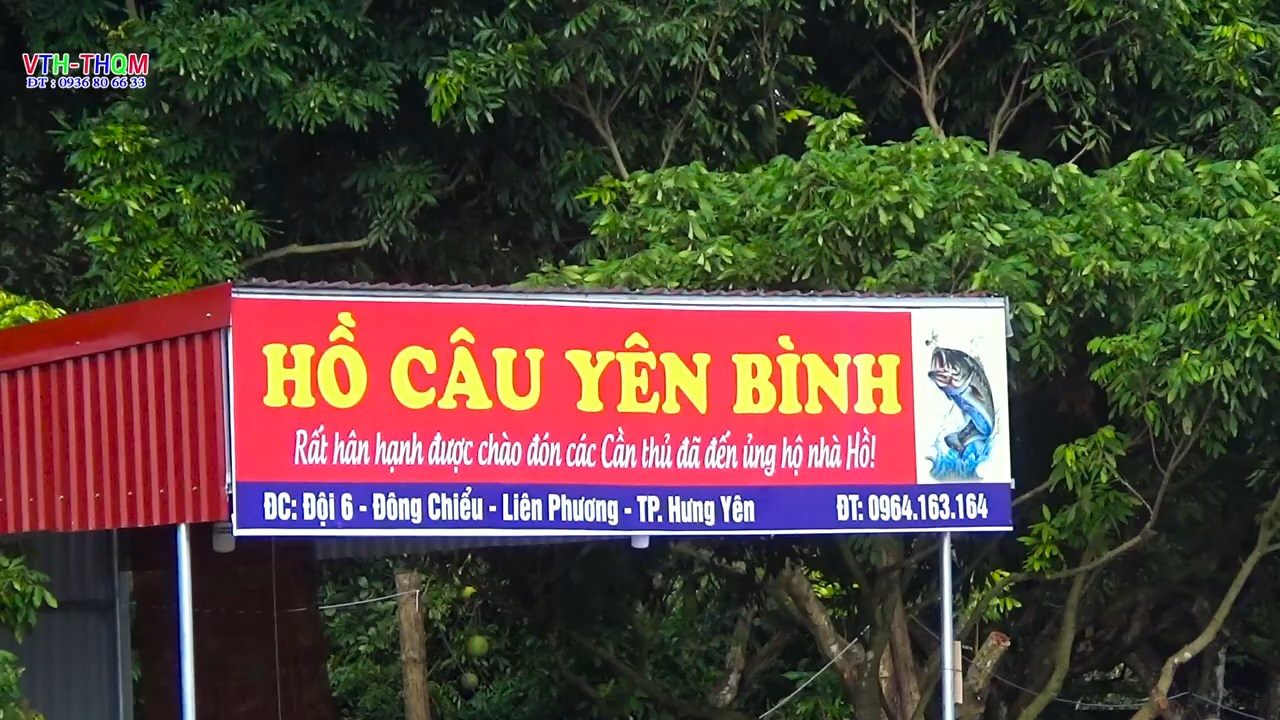 VTH-THQM
ĐT : 0936 80 66 33
HỒ CÂU YÊN BÌNH
Rất hân hạnh được chào đón các Cần thủ đã đến ủng hộ nhà Hồ!
ĐC: Đội 6 - Đông Chiểu - Liên Phương - TP. Hưng Yên ĐT: 0964.163.164